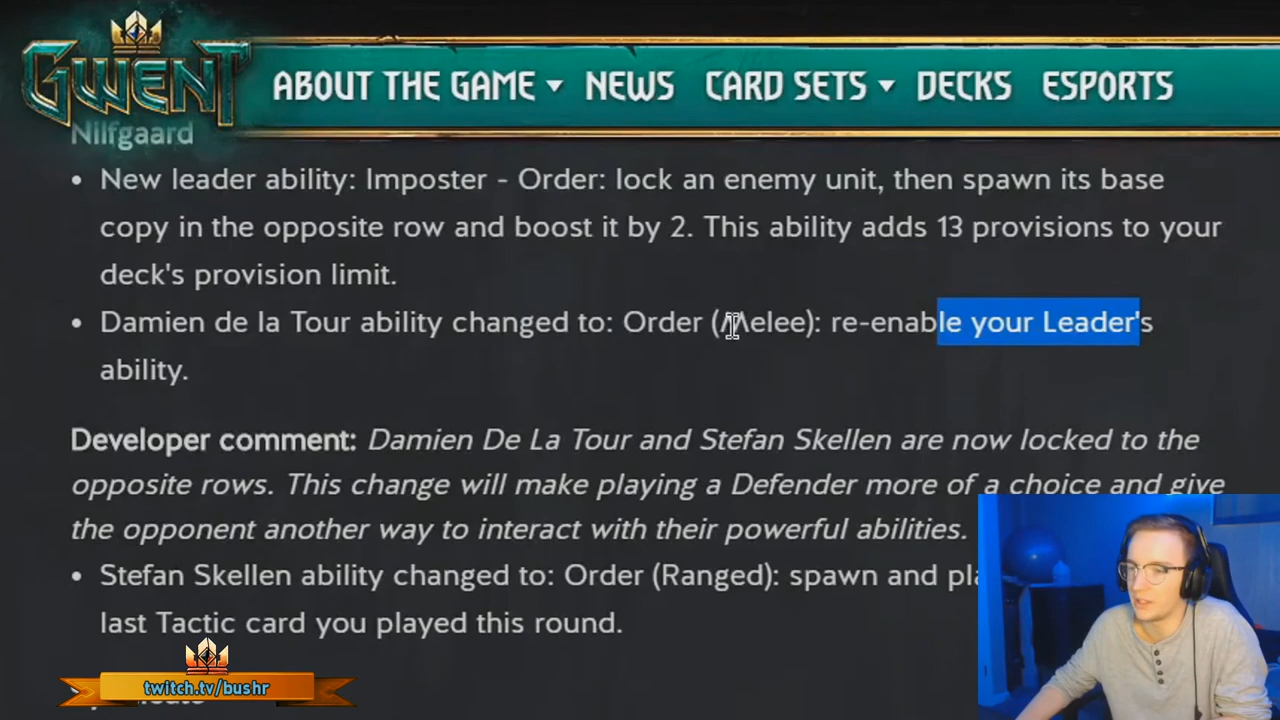 GWENT
ABOUT THE GAME NEWS CARD SETS DECKS ESPORTS
Nilfgaard
• New leader ability: Imposter - Order: lock an enemy unit, then spawn its base
copy in the opposite row and boost it by 2. This ability adds 13 provisions to your
deck's provision limit.
• Damien de la Tour ability changed to: Order (Melee): re-enable your Leader's
ability.
Developer comment: Damien De La Tour and Stefan Skellen are now locked to the
opposite rows. This change will make playing a Defender more of a choice and give
the opponent another way to interact with their powerful abilities.
• Stefan Skellen ability changed to: Order (Ranged): spawn and
last Tactic card you played this round.
twitch.tv/bushr